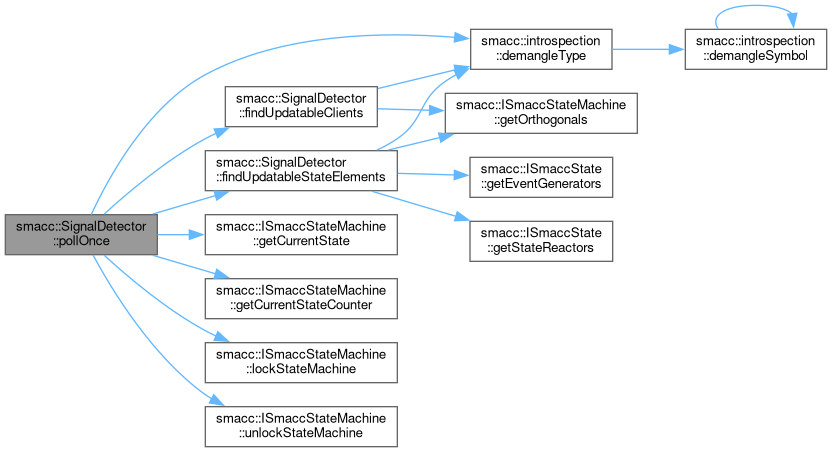 smacc::SignalDetector
::pollOnce
smacc::introspection
::demangleType
smacc::introspection
::demangleSymbol
smacc::SignalDetector
::findUpdatableClients
smacc::ISmaccStateMachine
::getOrthogonals
smacc::SignalDetector
::findUpdatableStateElements
smacc::ISmaccState
::getEventGenerators
smacc::ISmaccState
::getStateReactors
smacc::ISmaccStateMachine
::getCurrentState
smacc::ISmaccStateMachine
::getCurrentStateCounter
smacc::ISmaccStateMachine
::lockStateMachine
smacc::ISmaccStateMachine
::unlockStateMachine